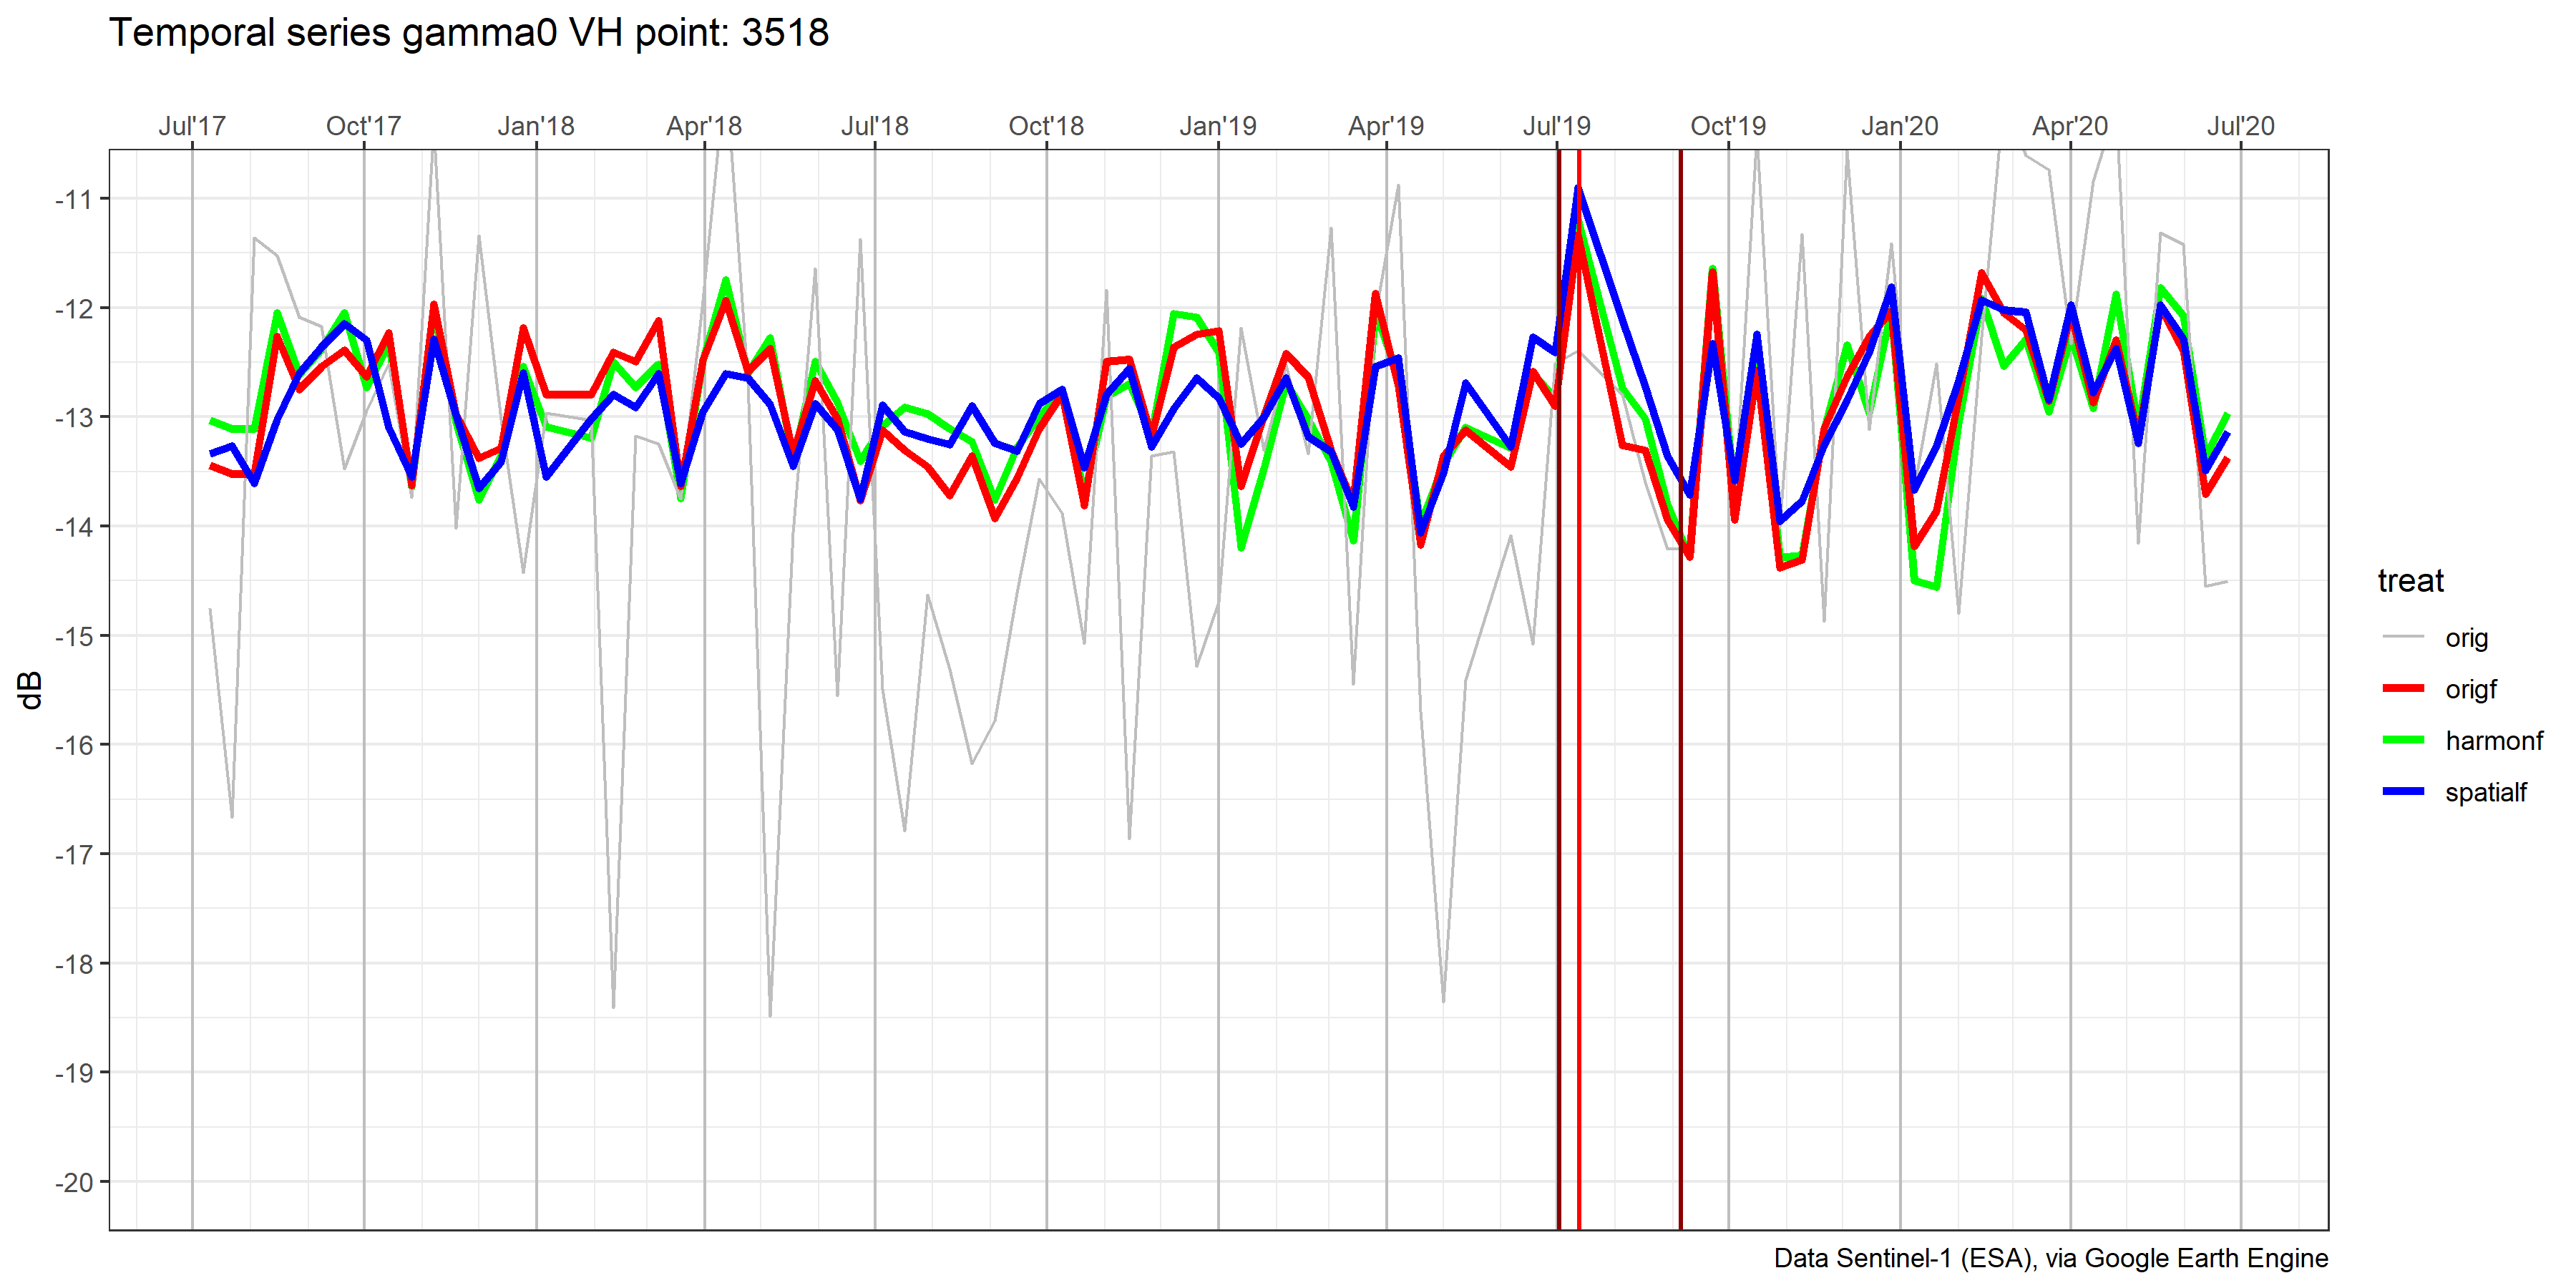 Temporal series gamma0 VH point: 3518
Jul'17 Oct'17 Jan'18 Apr'18 Jul'18 Oct'18 Jan'19 Apr'19 Jul'19 Oct'19 Jan'20 Apr'20 Jul'20
-11
-12
-13
-14
-15
-16
-17
-18
-19
-20
dB
treat
orig
origf
harmonf
spatialf
Data Sentinel-1 (ESA), via Google Earth Engine